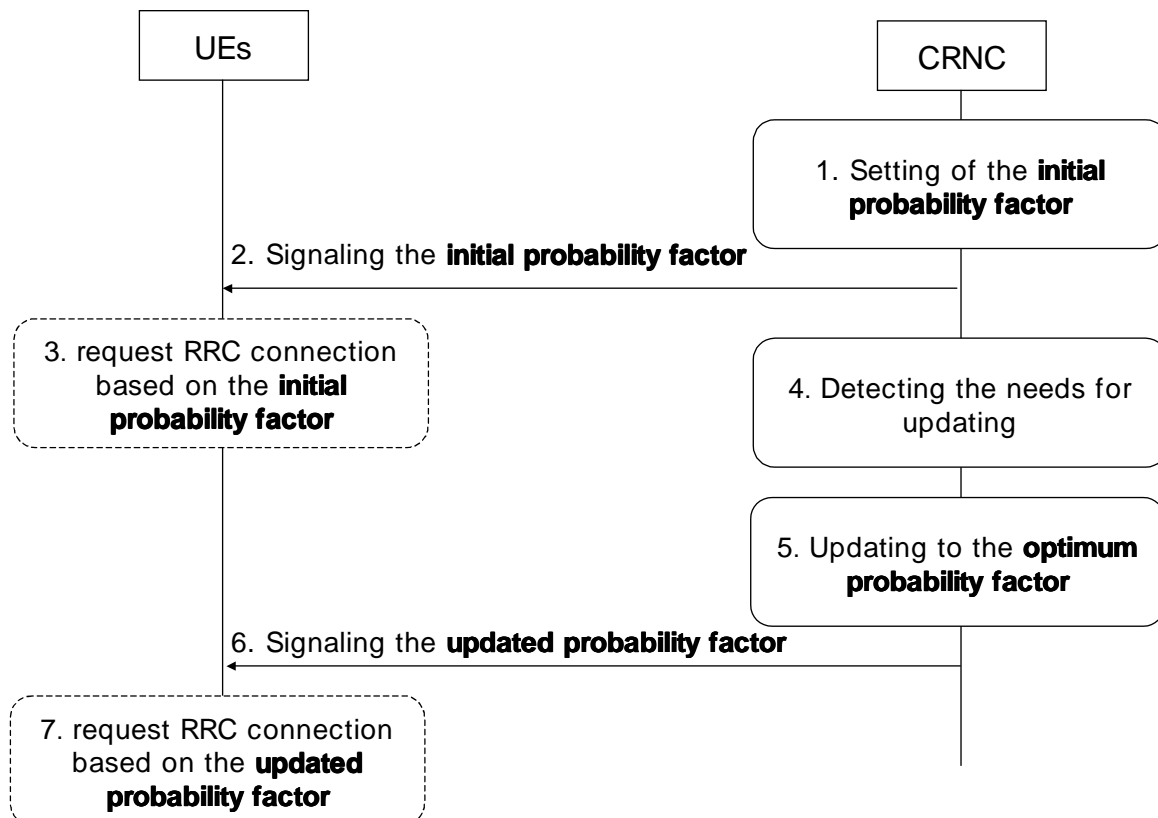 UEs
CRNC
1. Setting of the initial
probability factor
2. Signaling the initial probability factor
3. request RRC connection
based on the initial
probability factor
4. Detecting the needs for
updating
5. Updating to the optimum
probability factor
6. Signaling the updated probability factor
7. request RRC connection
based on the updated
probability factor